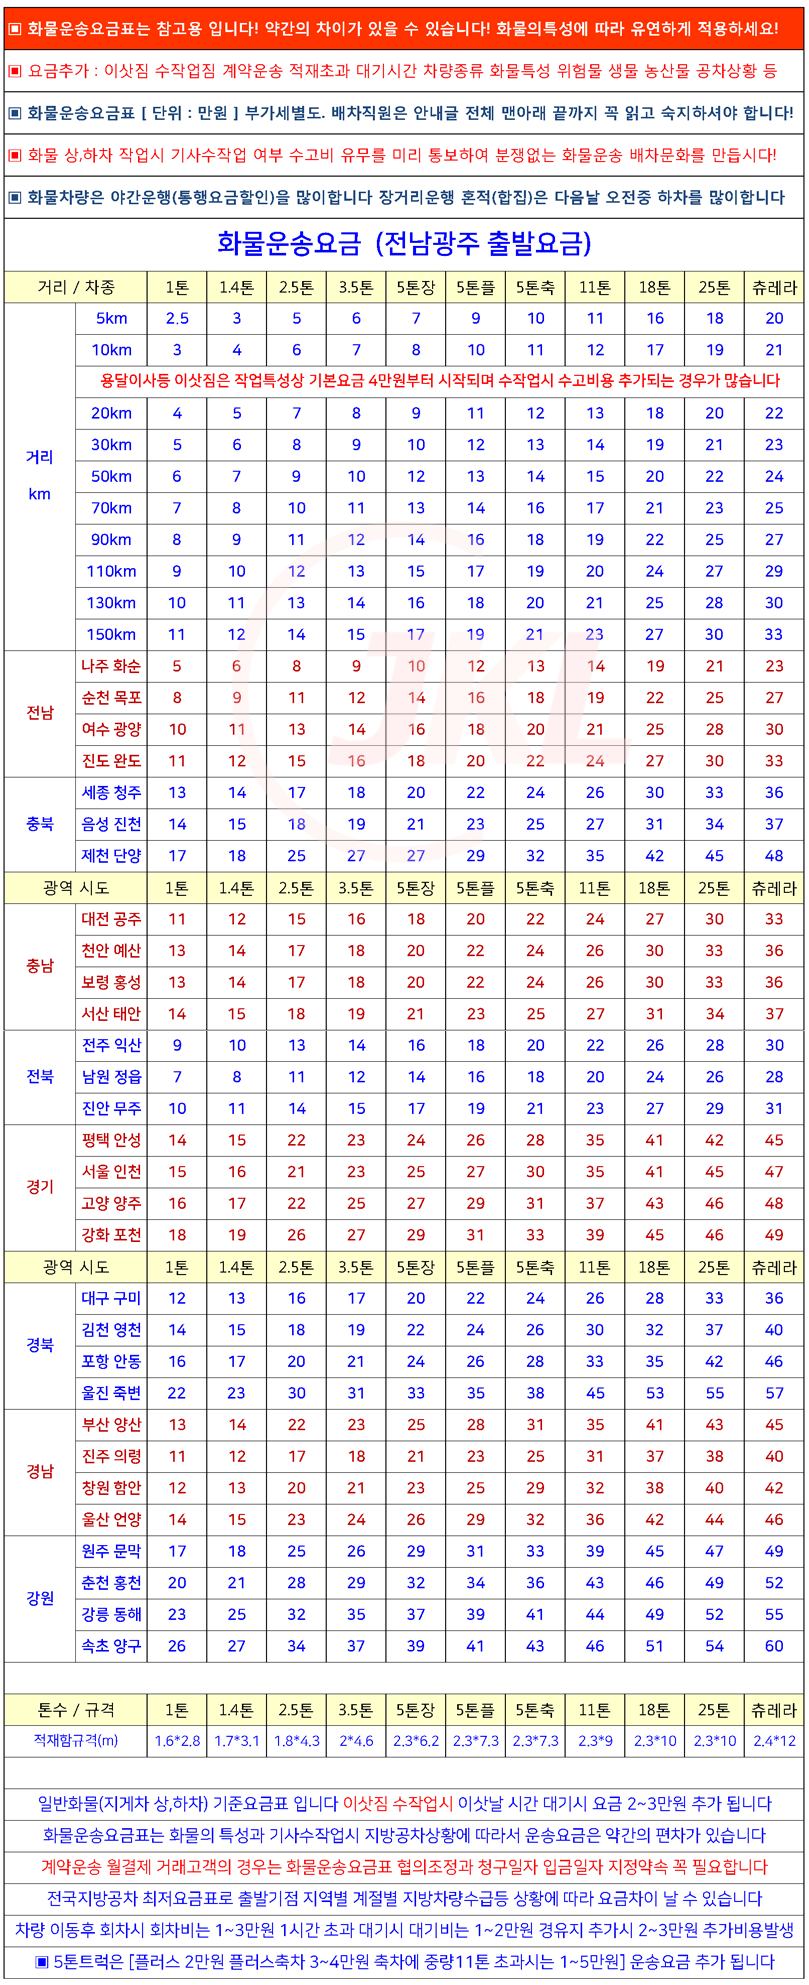 ▣ 화물운송요금표는 참고용 입니다! 약간의 차이가 있을 수 있습니다! 화물의특성에 따라 유연하게 적용하세요!
▣ 요금추가 : 이삿짐 수작업짐 계약운송 적재초과 대기시간 차량종류 화물특성 위험물 생물 농산물 공차상황 등
▣ 화물운송요금표 [ 단위 : 만원 ] 부가세별도. 배차직원은 안내글 전체 맨아래 끝까지 꼭 읽고 숙지하셔야 합니다!
▣ 화물 상,하차 작업시 기사수작업 여부 수고비 유무를 미리 통보하여 분쟁없는 화물운송 배차문화를 만듭시다!
▣ 화물차량은 야간운행(통행요금할인)을 많이합니다 장거리운행 혼적(합짐)은 다음날 오전중 하차를 많이합니다
화물운송요금 (전남광주 출발요금)
거리 / 차종 1톤 1.4톤 2.5톤 3.5톤 5톤장 5톤플 5톤축 11톤 18톤 25톤 츄레라
5km 2.5 3 5 6 7 9 10 11 16 18 20
10km 3 4 6 7 8 10 11 12 17 19 21
용달이사등 이삿짐은 작업특성상 기본요금 4만원부터 시작되며 수작업시 수고비용 추가되는 경우가 많습니다
20km 4 5 7 8 9 11 12 13 18 20 22
30km 5 6 8 9 10 12 13 14 19 21 23
거리
km
50km 6 7 9 10 12 13 14 15 20 22 24
70km 7 8 10 11 13 14 16 17 21 23 25
90km 8 9 11 12 14 16 18 19 22 25 27
110km 9 10 12 13 15 17 19 20 24 27 29
130km 10 11 13 14 16 18 20 21 25 28 30
150km 11 12 14 15 17 19 21 23 27 30 33
JKL
전남
나주 화순 5 6 8 9 10 12 13 14 19 21 23
순천 목포 8 9 11 12 14 16 18 19 22 25 27
여수 광양 10 11 13 14 16 18 20 21 25 28 30
진도 완도 11 12 15 16 18 20 22 24 27 30 33
충북
세종 청주 13 14 17 18 20 22 24 26 30 33 36
음성 진천 14 15 18 19 21 23 25 27 31 34 37
제천 단양 17 18 25 27 27 29 32 35 42 45 48
광역 시도 1톤 1.4톤 2.5톤 3.5톤 5톤장 5톤플 5톤축 11톤 18톤 25톤 츄레라
충남
대전 공주 11 12 15 16 18 20 22 24 27 30 33
천안 예산 13 14 17 18 20 22 24 26 30 33 36
보령 홍성 13 14 17 18 20 22 24 26 30 33 36
서산 태안 14 15 18 19 21 23 25 27 31 34 37
전북
전주 익산 9 10 13 14 16 18 20 22 26 28 30
남원 정읍 7 8 11 12 14 16 18 20 24 26 28
진안 무주 10 11 14 15 17 19 21 23 27 29 31
경기
평택 안성 14 15 22 23 24 26 28 35 41 42 45
서울 인천 15 16 21 23 25 27 30 35 41 45 47
고양 양주 16 17 22 25 27 29 31 37 43 46 48
강화 포천 18 19 26 27 29 31 33 39 45 46 49
광역 시도 1톤 1.4톤 2.5톤 3.5톤 5톤장 5톤플 5톤축 11톤 18톤 25톤 츄레라
경북
대구 구미 12 13 16 17 20 22 24 26 28 33 36
김천 영천 14 15 18 19 22 24 26 30 32 37 40
포항 안동 16 17 20 21 24 26 28 33 35 42 46
울진 죽변 22 23 30 31 33 35 38 45 53 55 57
경남
부산 양산 13 14 22 23 25 28 31 35 41 43 45
진주 의령 11 12 17 18 21 23 25 31 37 38 40
창원 함안 12 13 20 21 23 25 29 32 38 40 42
울산 언양 14 15 23 24 26 29 32 36 42 44 46
강원
원주 문막 17 18 25 26 29 31 33 39 45 47 49
춘천 홍천 20 21 28 29 32 34 36 43 46 49 52
강릉 동해 23 25 32 35 37 39 41 44 49 52 55
속초 양구 26 27 34 37 39 41 43 46 51 54 60
톤수 / 규격 1톤 1.4톤 2.5톤 3.5톤 5톤장 5톤플 5톤축 11톤 18톤 25톤 츄레라
적재함규격(m) 1.6*2.8 1.7*3.1 1.8*4.3 2*4.6 2.3*6.2 2.3*7.3 2.3*7.3 2.3*9 2.3*10 2.3*10 2.4*12
일반화물(지게차 상,하차) 기준요금표 입니다 이삿짐 수작업시 이삿날 시간 대기시 요금 2~3만원 추가 됩니다
화물운송요금표는 화물의 특성과 기사수작업시 지방공차상황에 따라서 운송요금은 약간의 편차가 있습니다
계약운송 월결제 거래고객의 경우는 화물운송요금표 협의조정과 청구일자 입금일자 지정약속 꼭 필요합니다
전국지방공차 최저요금표로 출발기점 지역별 계절별 지방차량수급등 상황에 따라 요금차이 날 수 있습니다
차량 이동후 회차시 회차비는 1~3만원 1시간 초과 대기시 대기비는 1~2만원 경유지 추가시 2~3만원 추가비용발생
▣ 5톤트럭은 [플러스 2만원 플러스축차 3~4만원 축차에 중량11톤 초과시는 1~5만원] 운송요금 추가 됩니다